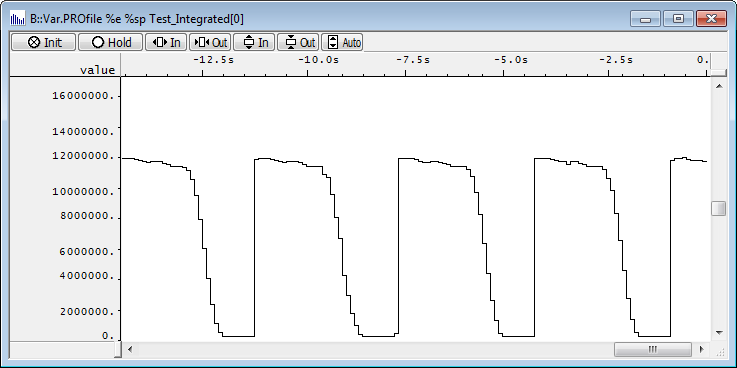 B::Var.PROfile %e %sp Test_Integrated[0]
Init Hold In Out In Out Auto
-12.5s -10.0s -7.5s -5.0s -2.5s 0.
value
16000000.
14000000.
12000000.
10000000.
8000000.
6000000.
4000000.
2000000.
0.